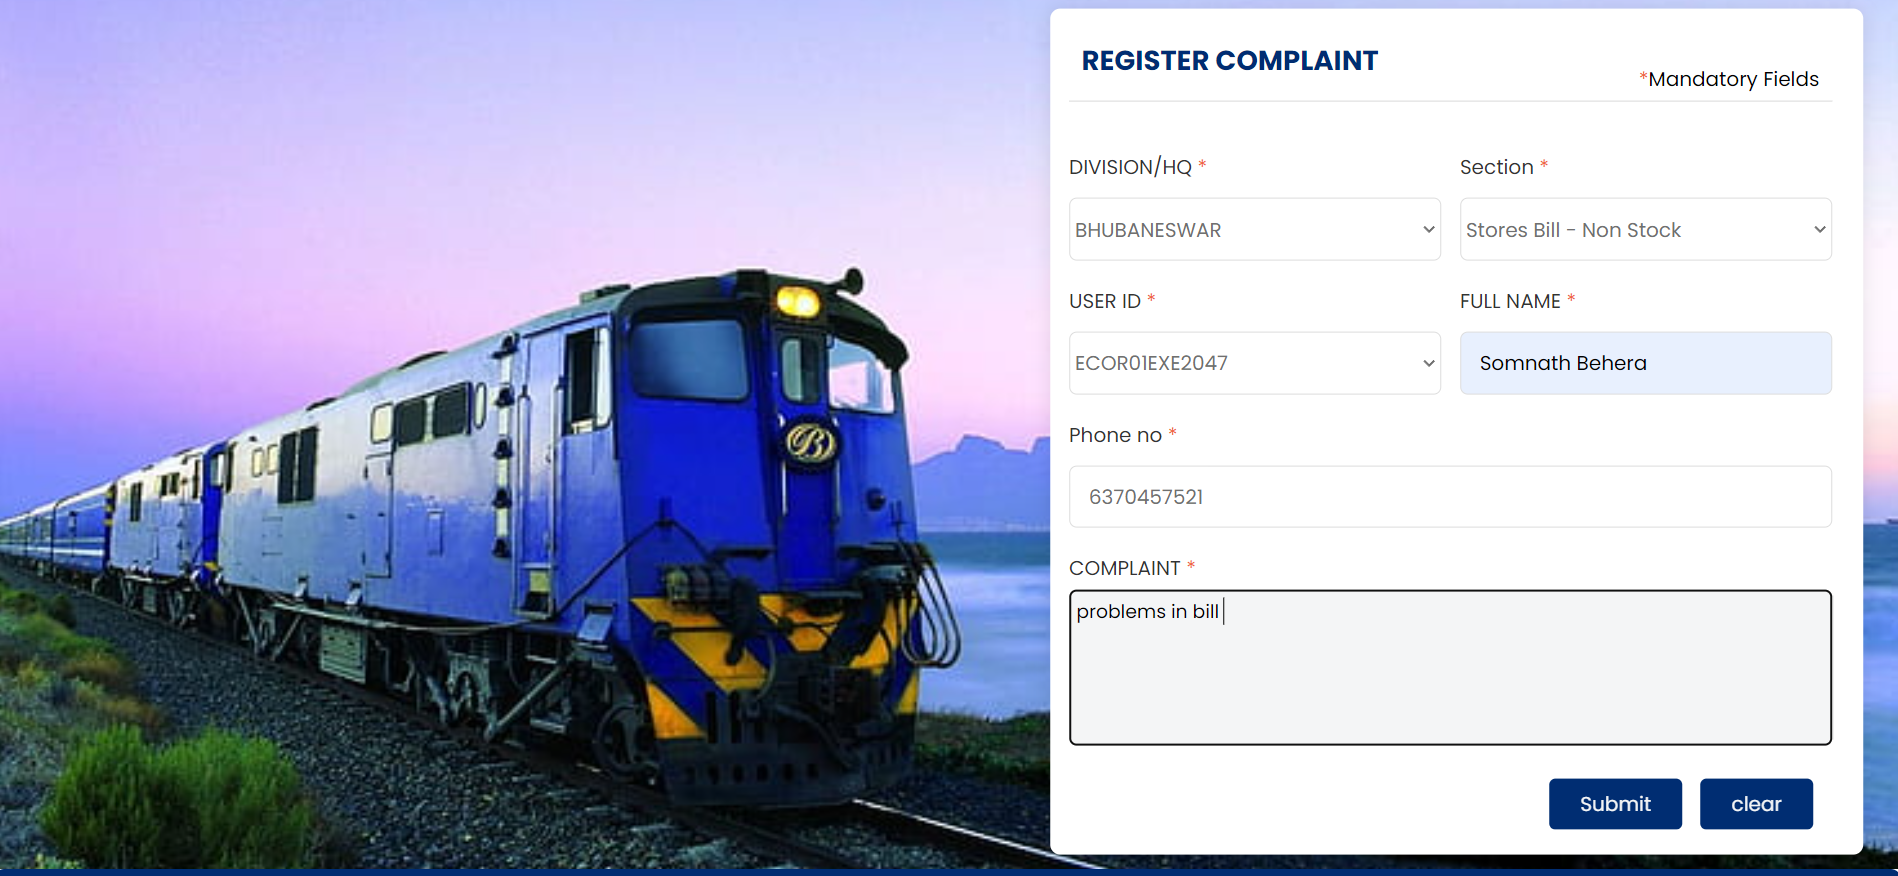 REGISTER COMPLAINT
*Mandatory Fields
DIVISION/HQ * Section *
BHUBANESWAR Stores Bill - Non Stock
USER ID * FULL NAME *
ECOR01EXE2047 Somnath Behera
Phone no *
6370457521
COMPLAINT *
problems in bill
Submit clear
B